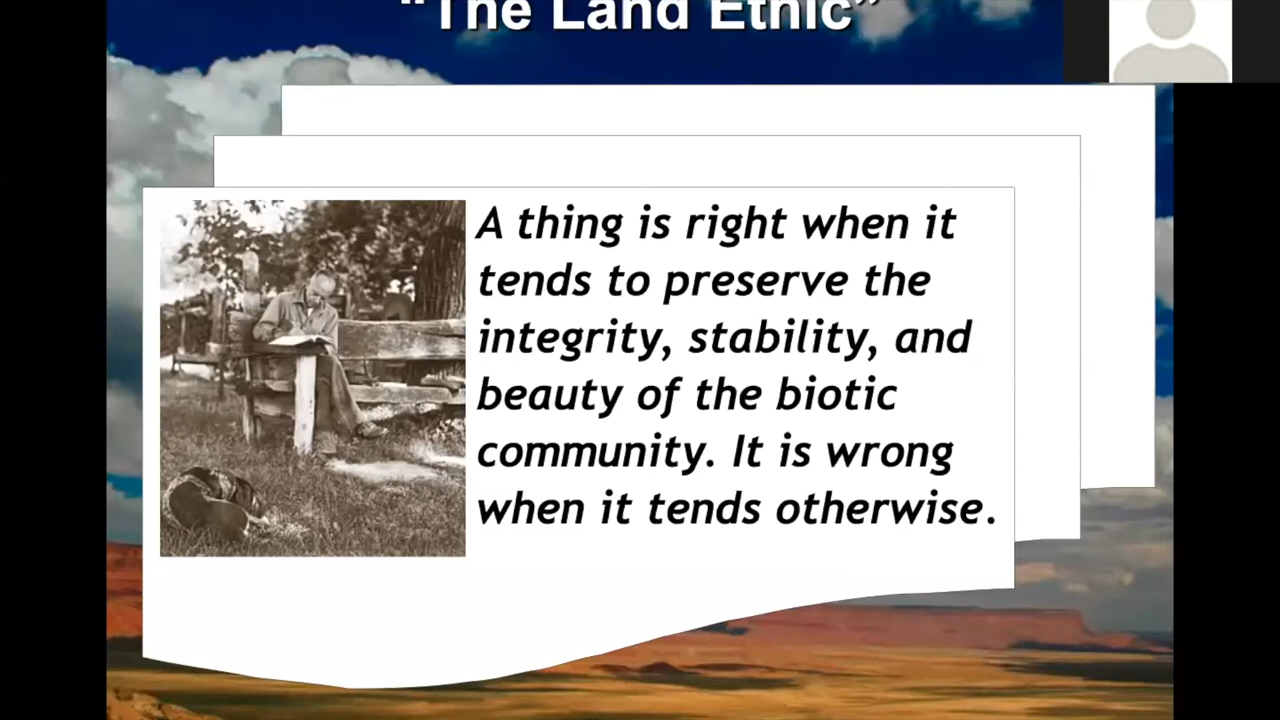 “The Land Ethic”
A thing is right when it
tends to preserve the
integrity, stability, and
beauty of the biotic
community. It is wrong
when it tends otherwise.